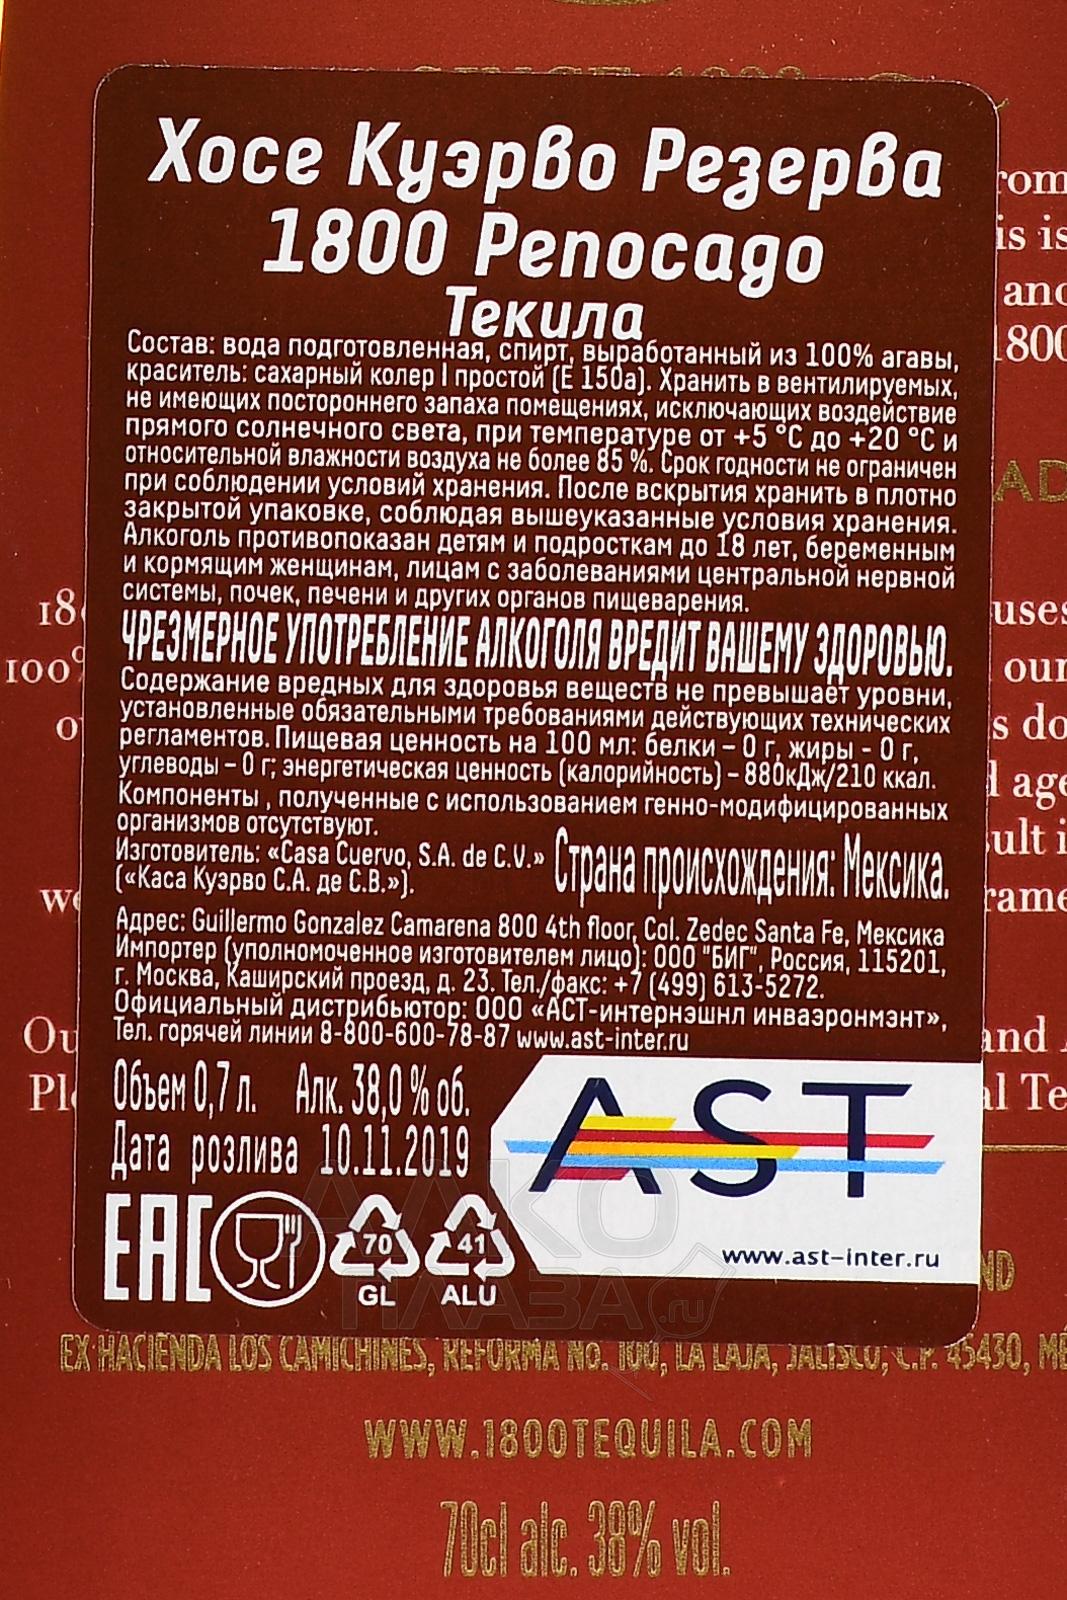 Хосе Куэрво Резерва
1800 Репосадо
Текила
Состав: вода подготовленная, спирт, выработанный из 100% агавы,
краситель: сахарный колер I простой (Е 150а). Хранить в вентилируемых,
не имеющих постороннего запаха помещениях, исключающих воздействие
прямого солнечного света, при температуре от +5 °С до +20 °С и
относительной влажности воздуха не более 85 %. Срок годности не ограничен
при соблюдении условий хранения. После вскрытия хранить в плотно
закрытой упаковке, соблюдая вышеуказанные условия хранения.
Алкоголь противопоказан детям и подросткам до 18 лет, беременным
и кормящим женщинам, лицам с заболеваниями центральной нервной
системы, почек, печени и других органов пищеварения.
ЧРЕЗМЕРНОЕ УПОТРЕБЛЕНИЕ АЛКОГОЛЯ ВРЕДИТ ВАШЕМУ ЗДОРОВЬЮ.
Содержание вредных для здоровья веществ не превышает уровни,
установленные обязательными требованиями действующих технических
регламентов. Пищевая ценность на 100 мл: белки – 0 г, жиры - 0 г,
углеводы – 0 г; энергетическая ценность (калорийность) – 880кДж/210 ккал.
Компоненты , полученные с использованием генно-модифицированных
организмов отсутствуют.
Изготовитель: «Casa Cuervo, S.A. de C.V.»
(«Каса Куэрво С.А. де С.В.»).
Страна происхождения: Мексика.
Адрес: Guillermo Gonzalez Camarena 800 4th floor, Col. Zedec Santa Fe, Мексика
Импортер (уполномоченное изготовителем лицо): ООО "БИГ", Россия, 115201,
г. Москва, Каширский проезд, д. 23. Тел./факс: +7 (499) 613-5272.
Официальный дистрибьютор: ООО «АСТ-интернэшнл инваэронмэнт»,
Тел. горячей линии 8-800-600-78-87 www.ast-inter.ru
Объем 0,7 л. Алк. 38,0 % об.
Дата розлива 10.11.2019
EAC
70
GL
41
ALU
AST
www.ast-inter.ru
АЛКО
ПЛАЗА.ru
EX HACIENDA LOS CAMICHINES, REFORMA No. 100, LA LAJA, JALISCO, C.P. 45430, MÉ
WWW.1800TEQUILA.COM
70cl alc. 38% vol.